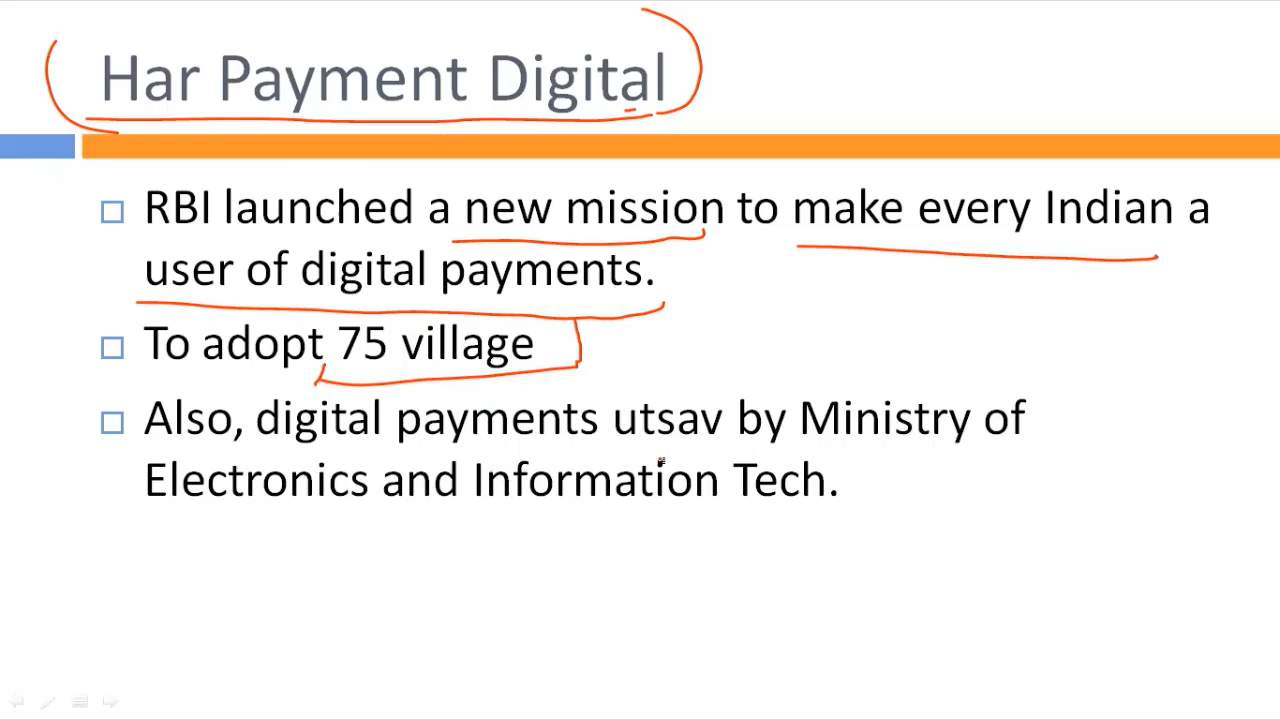 Har Payment Digital
RBI launched a new mission to make every Indian a
user of digital payments.
To adopt 75 village
Also, digital payments utsav by Ministry of
Electronics and Information Tech.